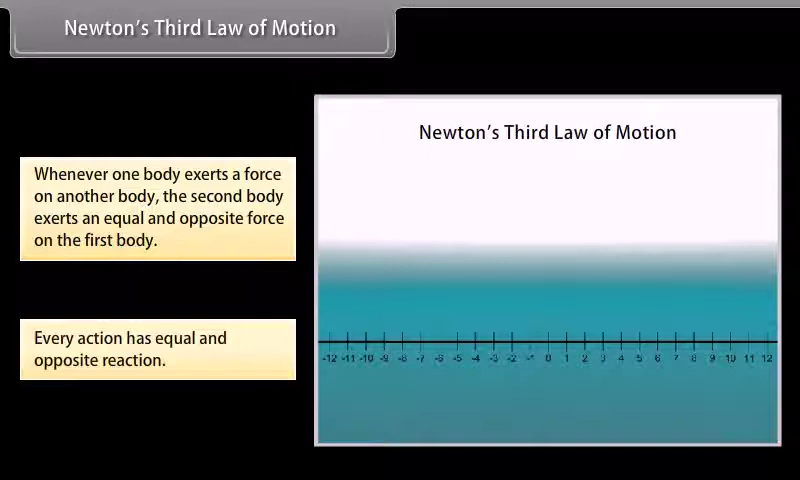 Newton's Third Law of Motion
Newton's Third Law of Motion
Whenever one body exerts a force
on another body, the second body
exerts an equal and opposite force
on the first body.
Every action has equal and
opposite reaction.
-12 -11 -10 -9 -8 -7 -6 -5 -4 -3 -2 -1 0 1 2 3 4 5 6 7 8 9 10 11 12